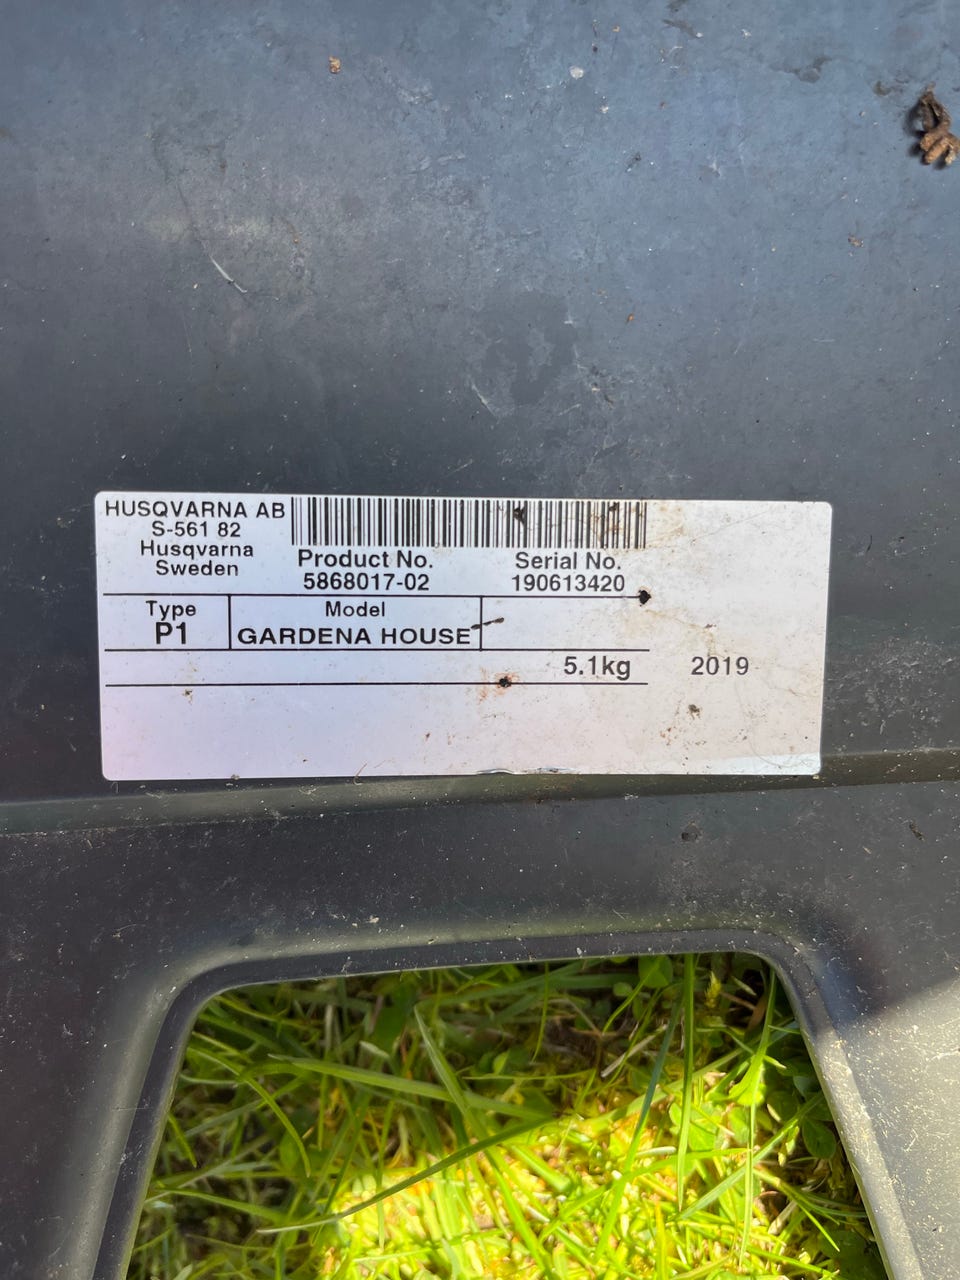 HUSQVARNA AB
S-561 82
Husqvarna
Sweden
Product No. Serial No.
5868017-02 190613420
Type Model
P1 GARDENA HOUSE
5.1kg 2019